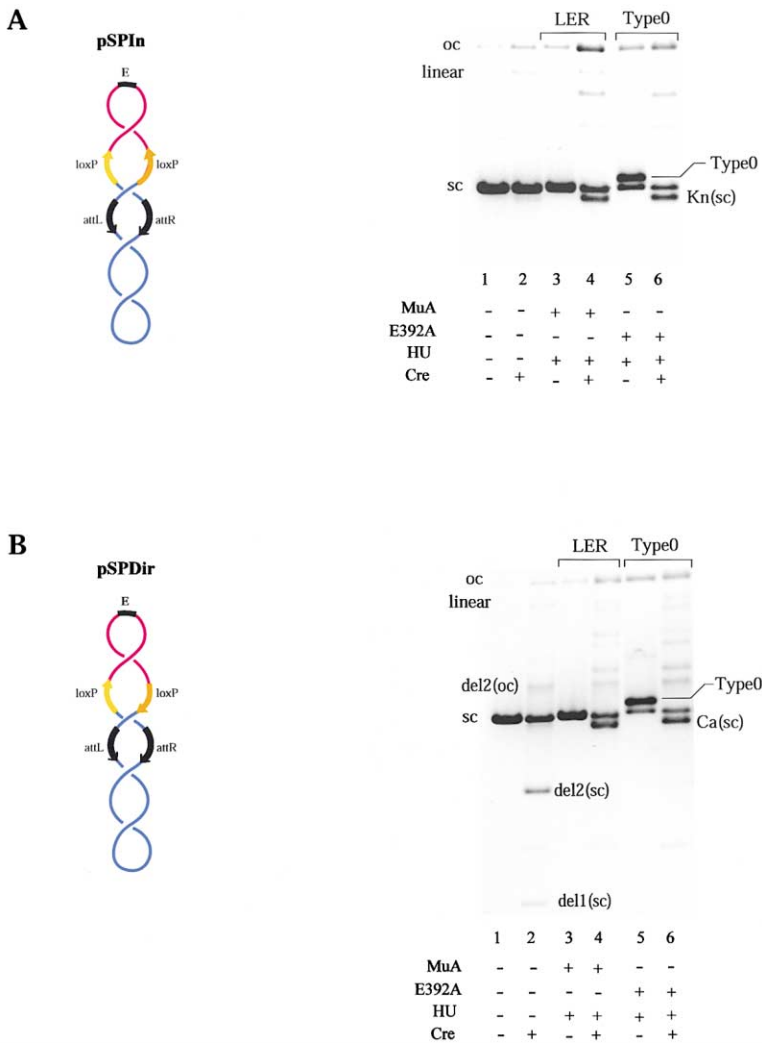 A
pSPIn
E
loxP loxP
attL attR
LER Type0
oc
linear
Type0
sc
Kn(sc)
1 2 3 4 5 6
MuA - - + + - -
E392A - - - - + +
HU - - + + + +
Cre - + - + - +
B
pSPDir
E
loxP loxP
attL attR
LER Type0
oc
linear
del2(oc)
Type0
sc
Ca(sc)
del2(sc)
del1(sc)
1 2 3 4 5 6
MuA - - + + - -
E392A - - - - + +
HU - - + + + +
Cre - + - + - +